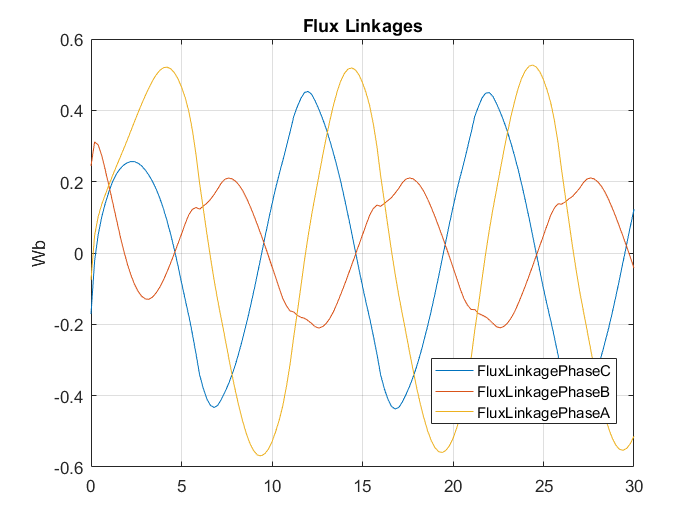 Flux Linkages
0.6
0.4
0.2
0
-0.2
-0.4
-0.6
Wb
FluxLinkagePhaseC
FluxLinkagePhaseB
FluxLinkagePhaseA
0 5 10 15 20 25 30